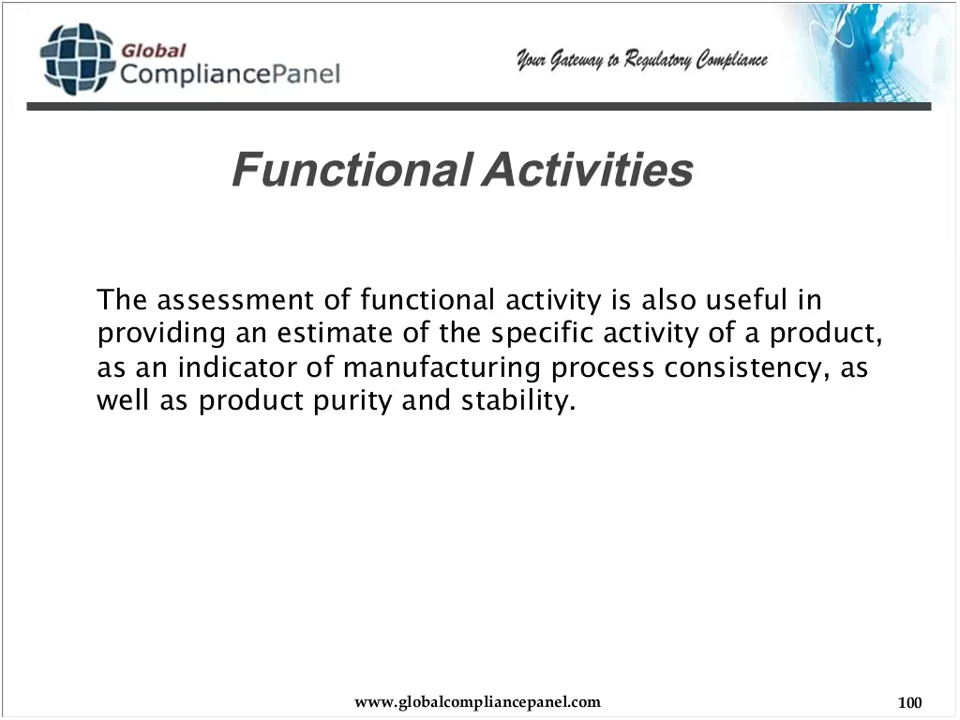 Global
CompliancePanel
Your Gateway to Regulatory Compliance
Functional Activities
The assessment of functional activity is also useful in
providing an estimate of the specific activity of a product,
as an indicator of manufacturing process consistency, as
well as product purity and stability.
www.globalcompliancepanel.com
100